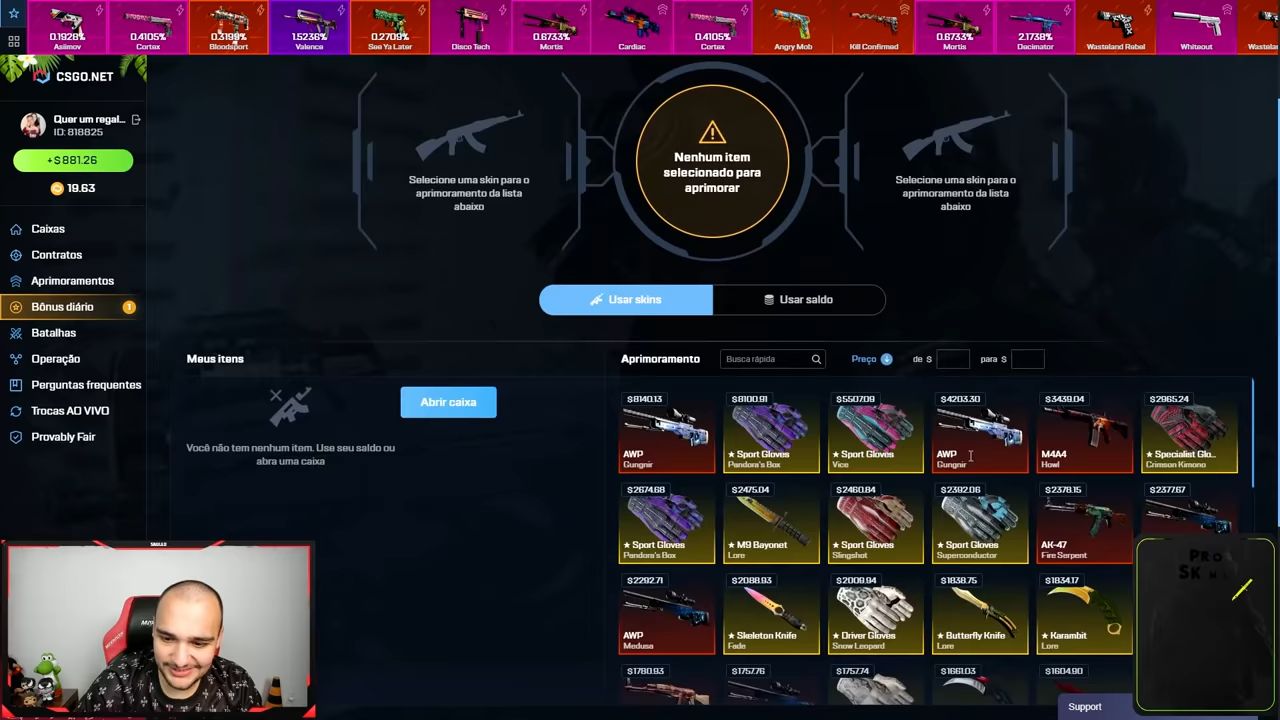 0.1928%
Asiimov
0.4105%
Cortex
0.3199%
Bloodsport
1.5236%
Valence
0.2709%
See Ya Later
Disco Tech
0.6733%
Mortis
Cardiac
0.4105%
Cortex
Angry Mob
Kill Confirmed
0.6733%
Mortis
2.1738%
Decimator
Wasteland Rebel
Whiteout
CSGO.NET
Quer um regal...
ID: 818825
+$881.26
19.63
Caixas
Contratos
Aprimoramentos
Bônus diário 1
Batalhas
Operação
Perguntas frequentes
Trocas AO VIVO
Provably Fair
Selecione uma skin para o
aprimoramento da lista
abaixo
Nenhum item
selecionado para
aprimorar
Selecione uma skin para o
aprimoramento da lista
abaixo
Usar skins
Usar saldo
Meus itens
Abrir caixa
Você não tem nenhum item. Use seu saldo ou
abra uma caixa
Aprimoramento
Busca rápida
Preço
de $
para $
$8140.13
AWP
Gungnir
$8100.91
★ Sport Gloves
Pandora's Box
$5507.09
★ Sport Gloves
Vice
$4203.30
AWP
Gungnir
$3439.04
M4A4
Howl
$2965.24
★ Specialist Glo...
Crimson Kimono
$2674.68
★ Sport Gloves
Pandora's Box
$2475.04
★ M9 Bayonet
Lore
$2460.84
★ Sport Gloves
Slingshot
$2392.06
★ Sport Gloves
Superconductor
$2378.15
AK-47
Fire Serpent
$2377.67
$2292.71
AWP
Medusa
$2088.93
★ Skeleton Knife
Fade
$2009.94
★ Driver Gloves
Snow Leopard
$1838.75
★ Butterfly Knife
Lore
$1834.17
★ Karambit
Lore
$1780.93
$1757.76
$1757.74
$1661.03
$1604.90
Support